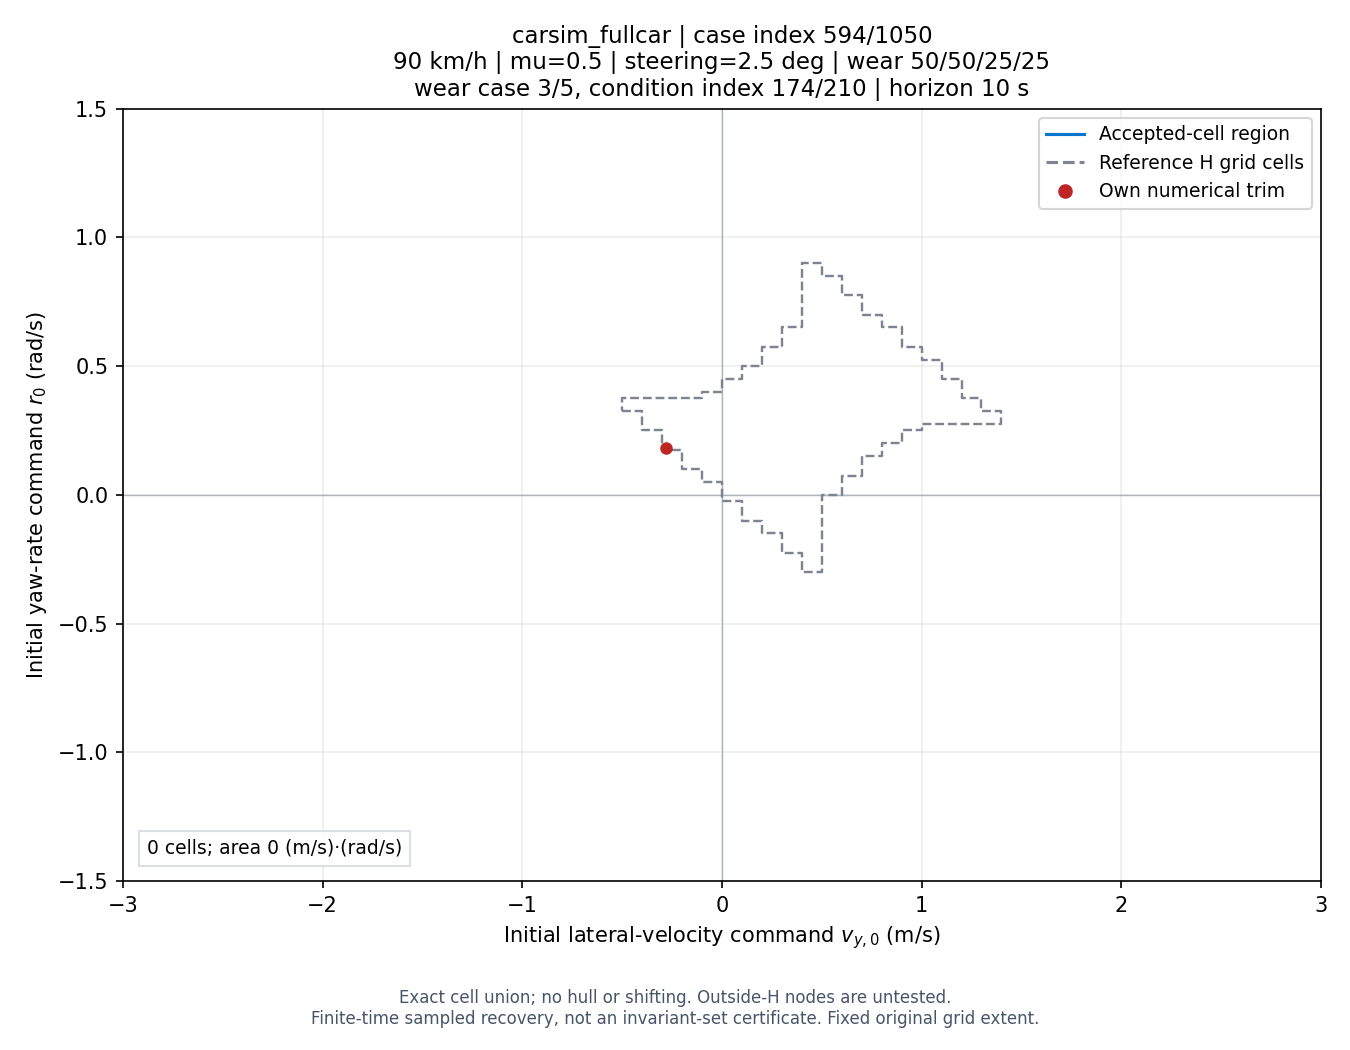 carsim_fullcar | case index 594/1050
90 km/h | mu=0.5 | steering=2.5 deg | wear 50/50/25/25
wear case 3/5, condition index 174/210 | horizon 10 s
1.5
1.0
0.5
0.0
−0.5
−1.0
−1.5
Initial yaw-rate command r₀ (rad/s)
Accepted-cell region
Reference H grid cells
Own numerical trim
0 cells; area 0 (m/s)·(rad/s)
−3
−2
−1
0
1
2
3
Initial lateral-velocity command v_{y,0} (m/s)
Exact cell union; no hull or shifting. Outside-H nodes are untested.
Finite-time sampled recovery, not an invariant-set certificate. Fixed original grid extent.